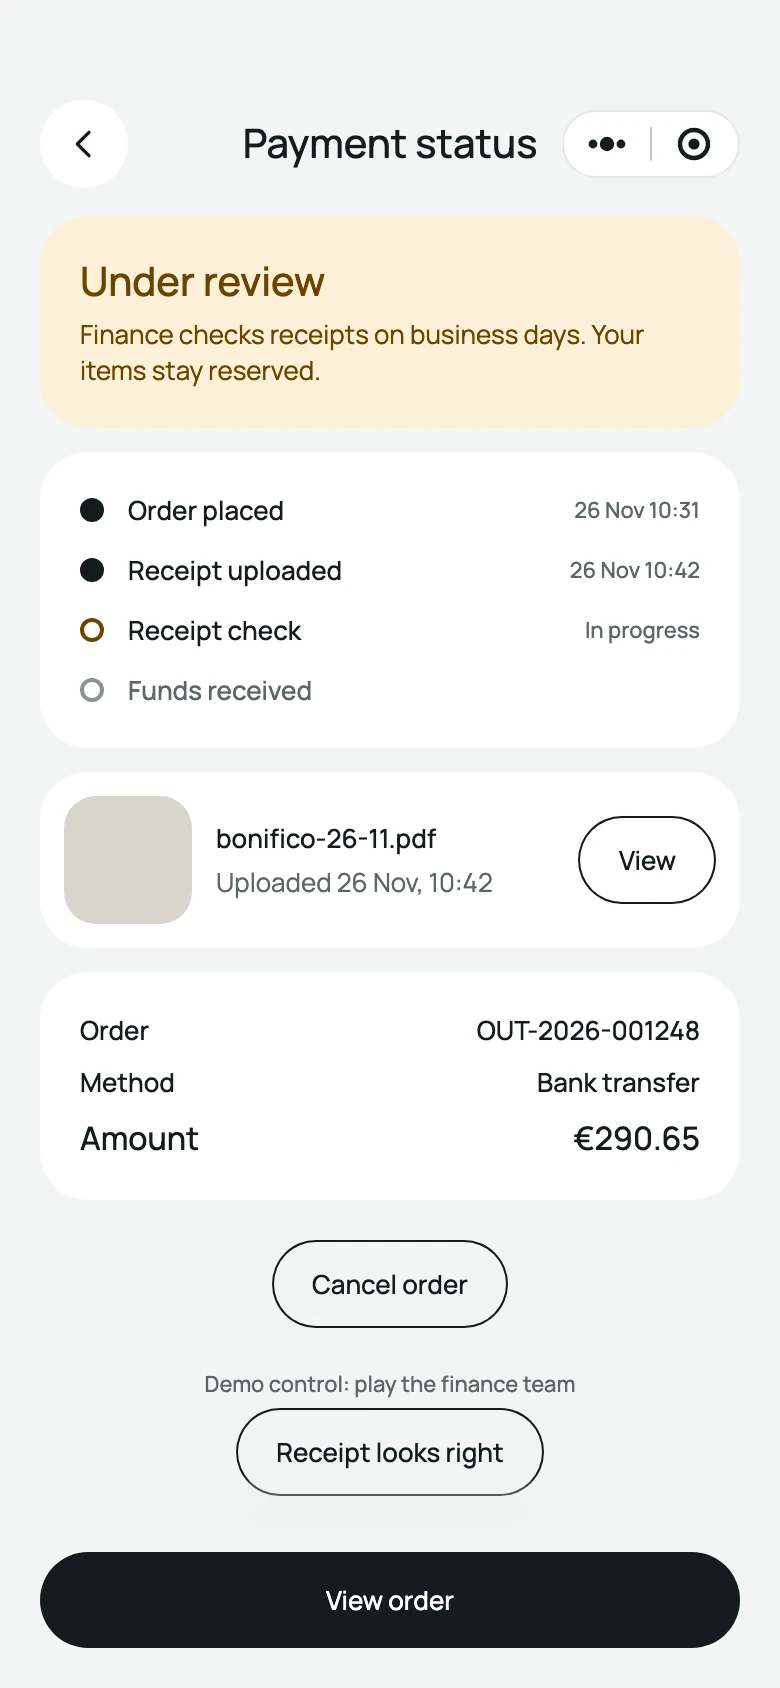 Payment status
Under review
Finance checks receipts on business days. Your
items stay reserved.
Order placed 26 Nov 10:31
Receipt uploaded 26 Nov 10:42
Receipt check In progress
Funds received
bonifico-26-11.pdf
Uploaded 26 Nov, 10:42
View
Order OUT-2026-001248
Method Bank transfer
Amount €290.65
Cancel order
Demo control: play the finance team
Receipt looks right
View order